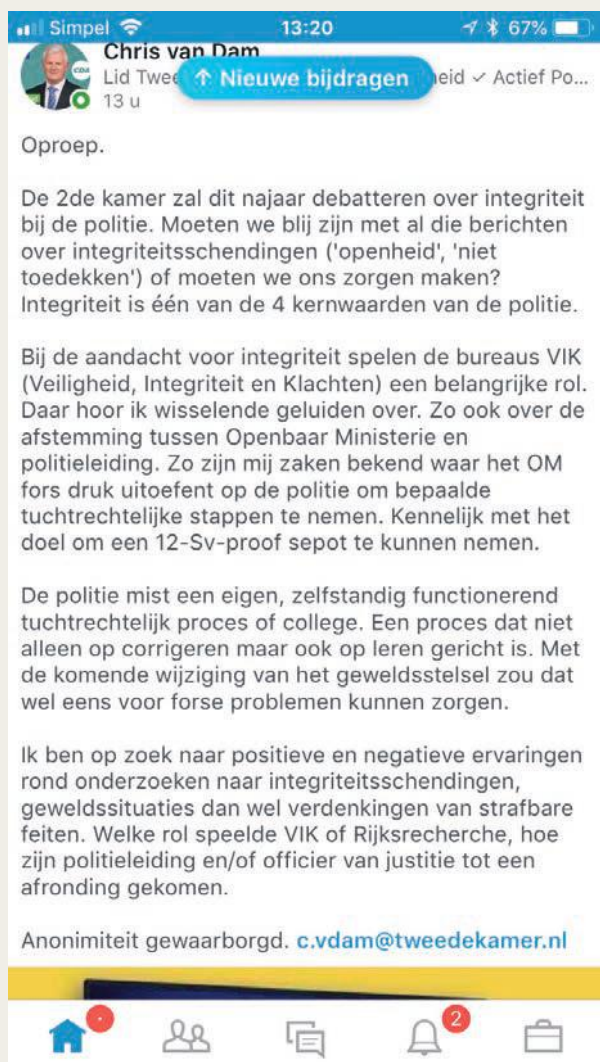 Simpel 13:20 67%
Chris van Dam
CDA
Lid Twee eid ✓ Actief Po...
↑ Nieuwe bijdragen
13 u
Oproep.
De 2de kamer zal dit najaar debatteren over integriteit
bij de politie. Moeten we blij zijn met al die berichten
over integriteitsschendingen ('openheid', 'niet
toedekken') of moeten we ons zorgen maken?
Integriteit is één van de 4 kernwaarden van de politie.
Bij de aandacht voor integriteit spelen de bureaus VIK
(Veiligheid, Integriteit en Klachten) een belangrijke rol.
Daar hoor ik wisselende geluiden over. Zo ook over de
afstemming tussen Openbaar Ministerie en
politieleiding. Zo zijn mij zaken bekend waar het OM
fors druk uitoefent op de politie om bepaalde
tuchtrechtelijke stappen te nemen. Kennelijk met het
doel om een 12-Sv-proof sepot te kunnen nemen.
De politie mist een eigen, zelfstandig functionerend
tuchtrechtelijk proces of college. Een proces dat niet
alleen op corrigeren maar ook op leren gericht is. Met
de komende wijziging van het geweldsstelsel zou dat
wel eens voor forse problemen kunnen zorgen.
Ik ben op zoek naar positieve en negatieve ervaringen
rond onderzoeken naar integriteitsschendingen,
geweldssituaties dan wel verdenkingen van strafbare
feiten. Welke rol speelde VIK of Rijksrecherche, hoe
zijn politieleiding en/of officier van justitie tot een
afronding gekomen.
Anonimiteit gewaarborgd. c.vdam@tweedekamer.nl
2